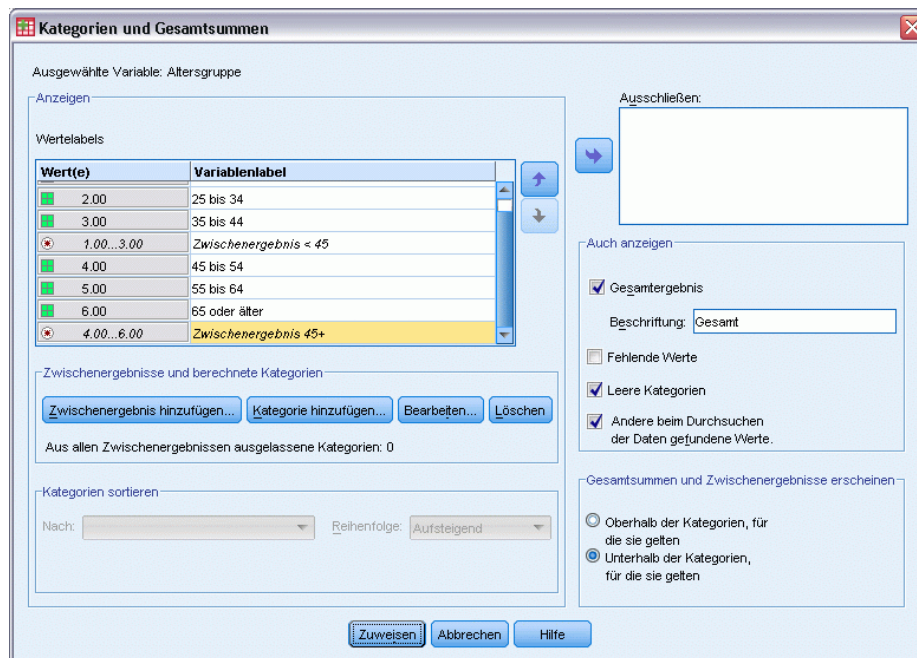 Kategorien und Gesamtsummen
Ausgewählte Variable: Altersgruppe
Anzeigen
Wertelabels
Wert(e) Variablenlabel
2.00 25 bis 34
3.00 35 bis 44
1.00...3.00 Zwischenergebnis < 45
4.00 45 bis 54
5.00 55 bis 64
6.00 65 oder älter
4.00...6.00 Zwischenergebnis 45+
Zwischenergebnisse und berechnete Kategorien
Zwischenergebnis hinzufügen... Kategorie hinzufügen... Bearbeiten... Löschen
Aus allen Zwischenergebnissen ausgelassene Kategorien: 0
Kategorien sortieren
Nach: Reihenfolge: Aufsteigend
Ausschließen:
Auch anzeigen
Gesamtergebnis
Beschriftung: Gesamt
Fehlende Werte
Leere Kategorien
Andere beim Durchsuchen
der Daten gefundene Werte.
Gesamtsummen und Zwischenergebnisse erscheinen
Oberhalb der Kategorien, für
die sie gelten
Unterhalb der Kategorien,
für die sie gelten
Zuweisen Abbrechen Hilfe